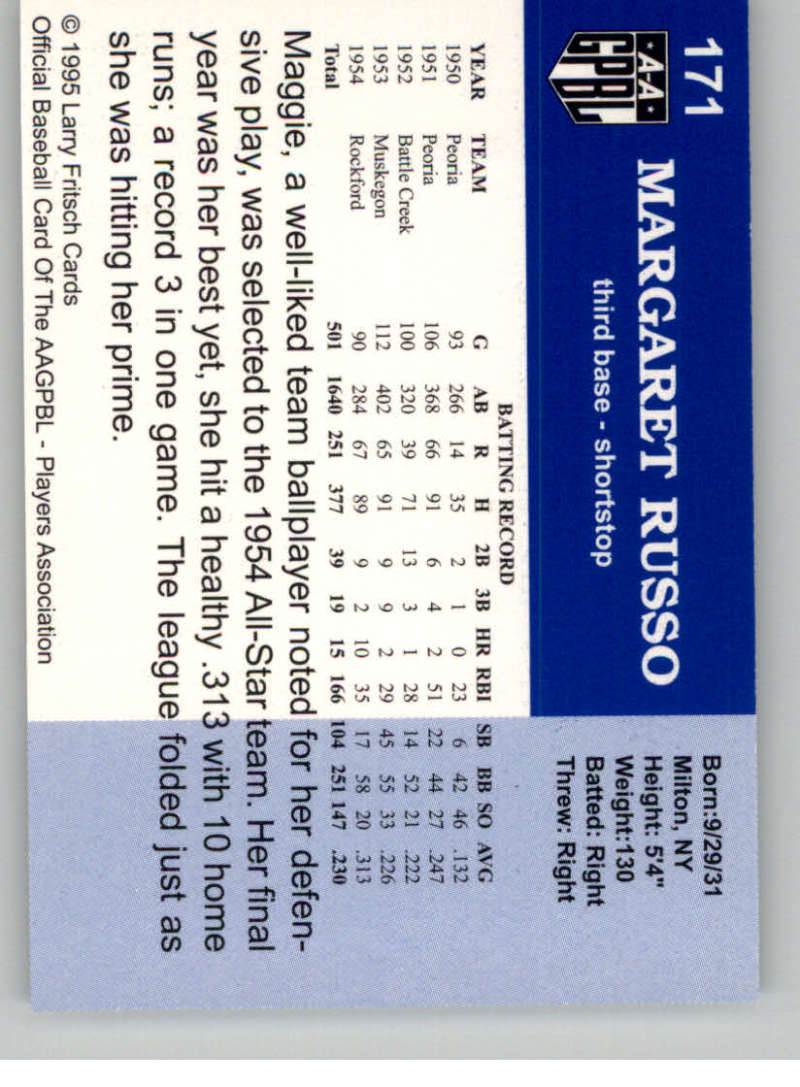 171
A-A
GPBL
MARGARET RUSSO
third base - shortstop
Born:9/29/31
Milton, NY
Height: 5'4"
Weight:130
Batted: Right
Threw: Right
BATTING RECORD
YEAR TEAM G AB R H 2B 3B HR RBI SB BB SO AVG
1950 Peoria 93 266 14 35 2 1 0 23 6 42 46 .132
1951 Peoria 106 368 66 91 6 4 2 51 22 44 27 .247
1952 Battle Creek 100 320 39 71 13 3 1 28 14 52 21 .222
1953 Muskegon 112 402 65 91 9 9 2 29 45 55 33 .226
1954 Rockford 90 284 67 89 9 2 10 35 17 58 20 .313
Total 501 1640 251 377 39 19 15 166 104 251 147 .230
Maggie, a well-liked team ballplayer noted for her defen-
sive play, was selected to the 1954 All-Star team. Her final
year was her best yet, she hit a healthy .313 with 10 home
runs; a record 3 in one game. The league folded just as
she was hitting her prime.
© 1995 Larry Fritsch Cards
Official Baseball Card Of The AAGPBL - Players Association